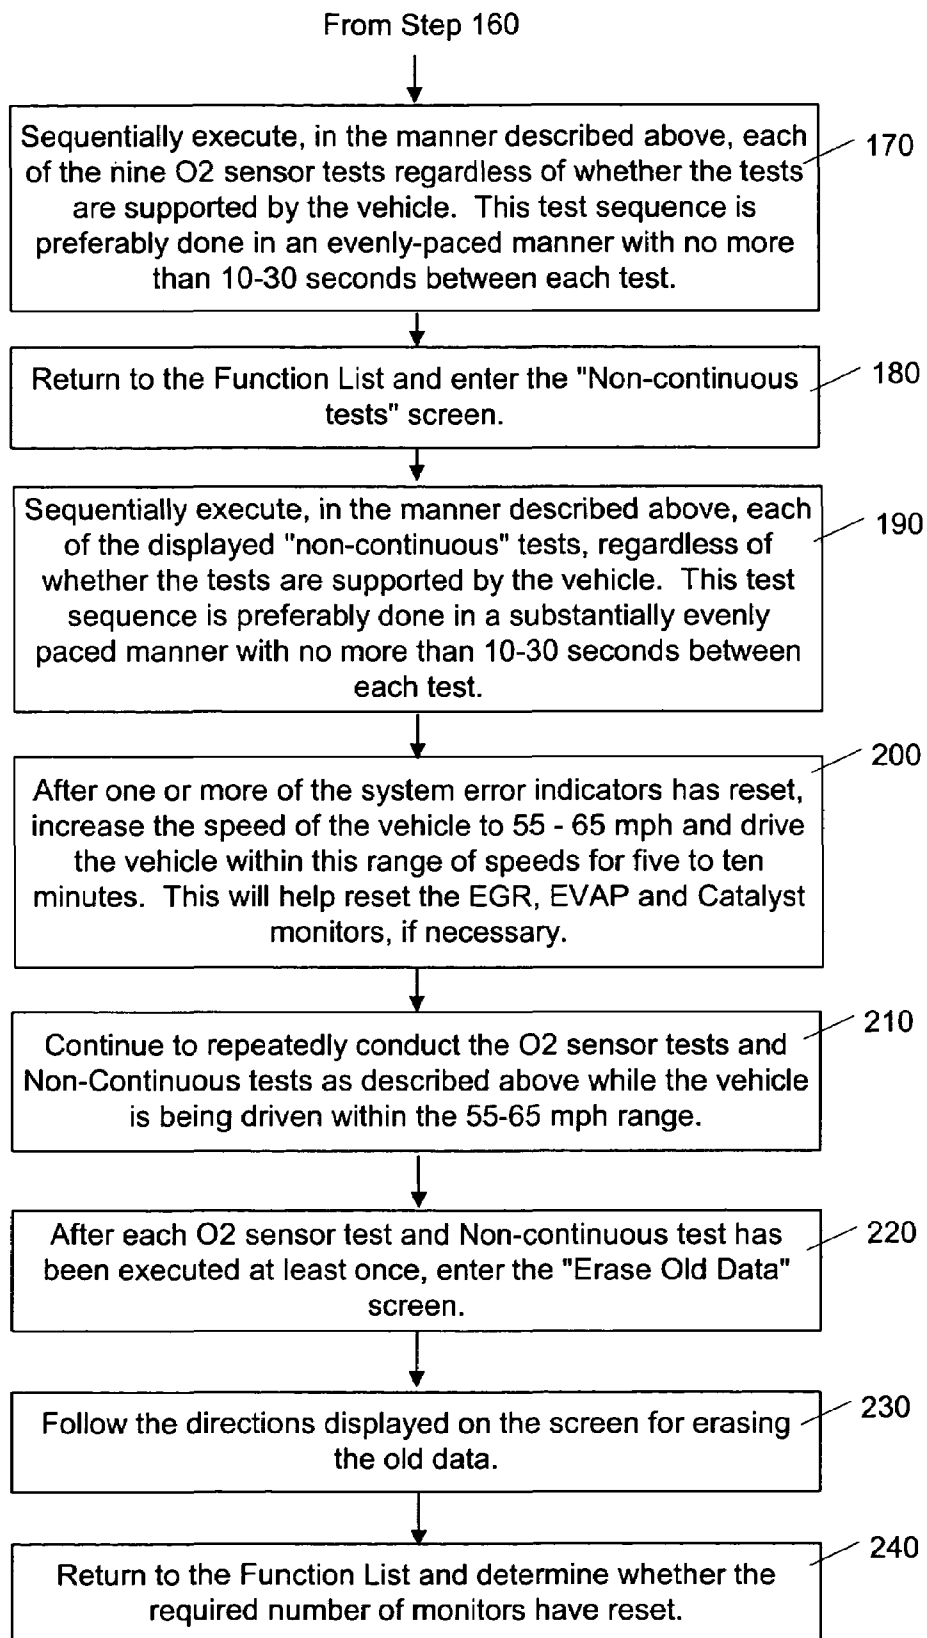 From Step 160
Sequentially execute, in the manner described above, each
of the nine O2 sensor tests regardless of whether the tests
are supported by the vehicle. This test sequence is
preferably done in an evenly-paced manner with no more
than 10-30 seconds between each test.
170
Return to the Function List and enter the "Non-continuous
tests" screen.
180
Sequentially execute, in the manner described above, each
of the displayed "non-continuous" tests, regardless of
whether the tests are supported by the vehicle. This test
sequence is preferably done in a substantially evenly
paced manner with no more than 10-30 seconds between
each test.
190
After one or more of the system error indicators has reset,
increase the speed of the vehicle to 55 - 65 mph and drive
the vehicle within this range of speeds for five to ten
minutes. This will help reset the EGR, EVAP and Catalyst
monitors, if necessary.
200
Continue to repeatedly conduct the O2 sensor tests and
Non-Continuous tests as described above while the vehicle
is being driven within the 55-65 mph range.
210
After each O2 sensor test and Non-continuous test has
been executed at least once, enter the "Erase Old Data"
screen.
220
Follow the directions displayed on the screen for erasing
the old data.
230
Return to the Function List and determine whether the
required number of monitors have reset.
240